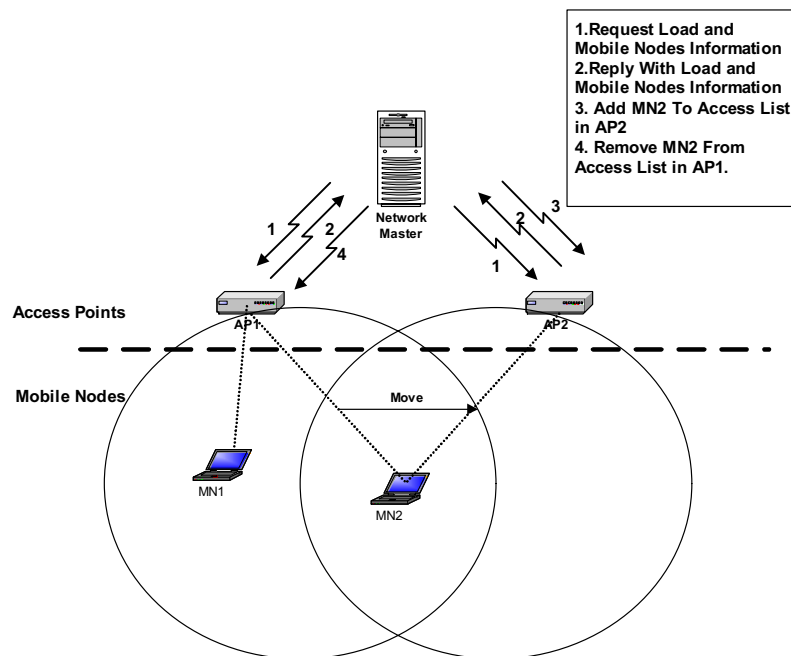 1.Request Load and
Mobile Nodes Information
2.Reply With Load and
Mobile Nodes Information
3. Add MN2 To Access List
in AP2
4. Remove MN2 From
Access List in AP1.
Network
Master
1
2
4
1
2
3
Access Points
AP1
AP2
Mobile Nodes
Move
MN1
MN2